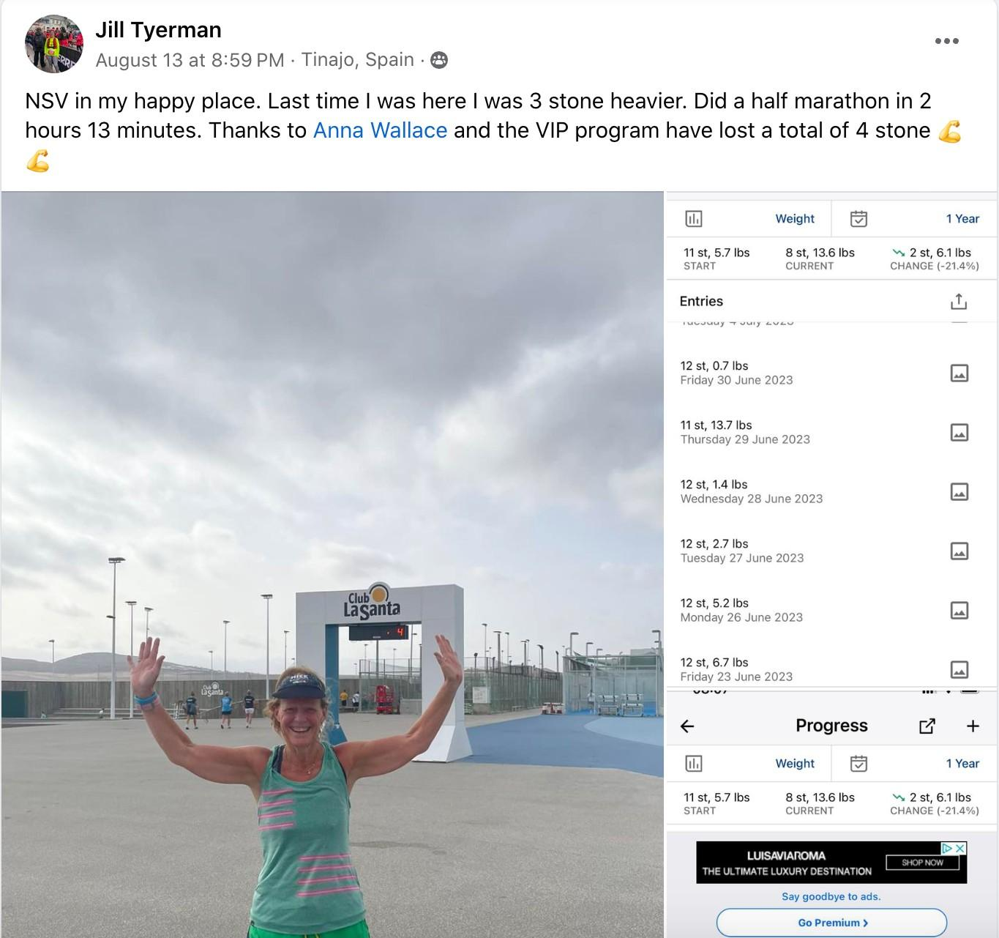 Jill Tyerman
August 13 at 8:59 PM · Tinajo, Spain ·
NSV in my happy place. Last time I was here I was 3 stone heavier. Did a half marathon in 2
hours 13 minutes. Thanks to Anna Wallace and the VIP program have lost a total of 4 stone 💪
💪
Club
La Santa
4
Club
La Santa
Weight
1 Year
11 st, 5.7 lbs 8 st, 13.6 lbs 2 st, 6.1 lbs
START CURRENT CHANGE (-21.4%)
Entries
Tuesday 4 July 2023
12 st, 0.7 lbs
Friday 30 June 2023
11 st, 13.7 lbs
Thursday 29 June 2023
12 st, 1.4 lbs
Wednesday 28 June 2023
12 st, 2.7 lbs
Tuesday 27 June 2023
12 st, 5.2 lbs
Monday 26 June 2023
12 st, 6.7 lbs
Friday 23 June 2023
Progress
Weight
1 Year
11 st, 5.7 lbs 8 st, 13.6 lbs 2 st, 6.1 lbs
START CURRENT CHANGE (-21.4%)
LUISAVIAROMA
THE ULTIMATE LUXURY DESTINATION
SHOP NOW
Say goodbye to ads.
Go Premium >